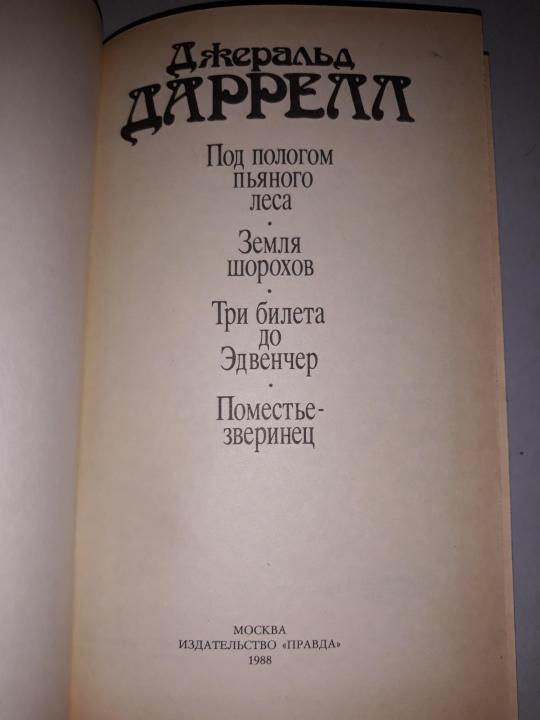 Джеральд
ДАРРЕЛЛ
Под пологом
пьяного
леса
·
Земля
шорохов
·
Три билета
до
Эдвенчер
·
Поместье-
зверинец
МОСКВА
ИЗДАТЕЛЬСТВО «ПРАВДА»
1988